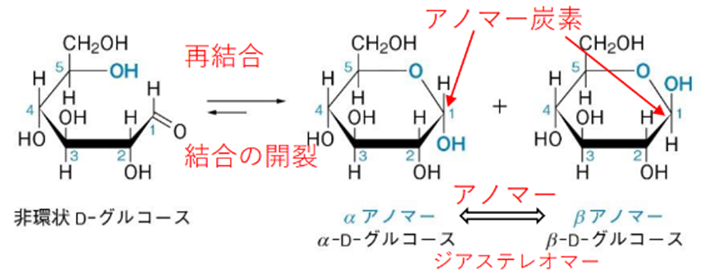 アノマー炭素
CH₂OH
5
OH
再結合
H
H
H
4
OH
H
1
O
HO
3
2
H
OH
結合の開裂
CH₂OH
5
O
H
H
H
4
OH
H
1
HO
3
2
OH
H
OH
+
CH₂OH
5
O
OH
H
H
4
OH
H
1
HO
3
2
H
H
OH
アノマー
非環状 D-グルコース
α アノマー
β アノマー
α-D-グルコース
β-D-グルコース
ジアステレオマー